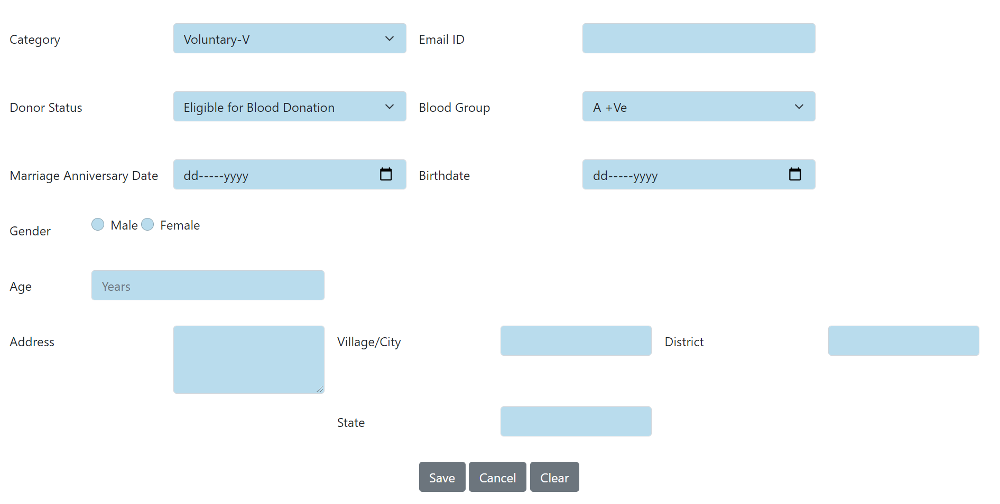 Category Voluntary-V Email ID
Donor Status Eligible for Blood Donation Blood Group A +Ve
Marriage Anniversary Date dd-----yyyy Birthdate dd-----yyyy
Gender Male Female
Age Years
Address Village/City District
State
Save Cancel Clear